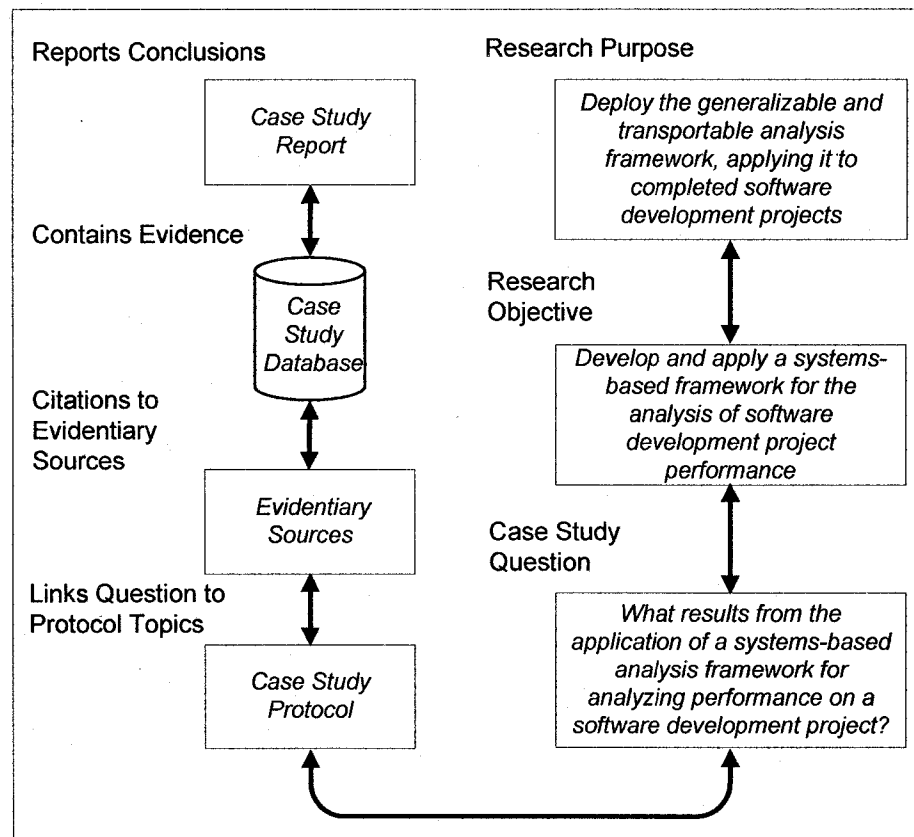 Reports Conclusions
Case Study
Report
Contains Evidence
Case
Study
Database
Citations to
Evidentiary
Sources
Evidentiary
Sources
Links Question to
Protocol Topics
Case Study
Protocol
Research Purpose
Deploy the generalizable and
transportable analysis
framework, applying it to
completed software
development projects
Research
Objective
Develop and apply a systems-
based framework for the
analysis of software
development project
performance
Case Study
Question
What results from the
application of a systems-based
analysis framework for
analyzing performance on a
software development project?